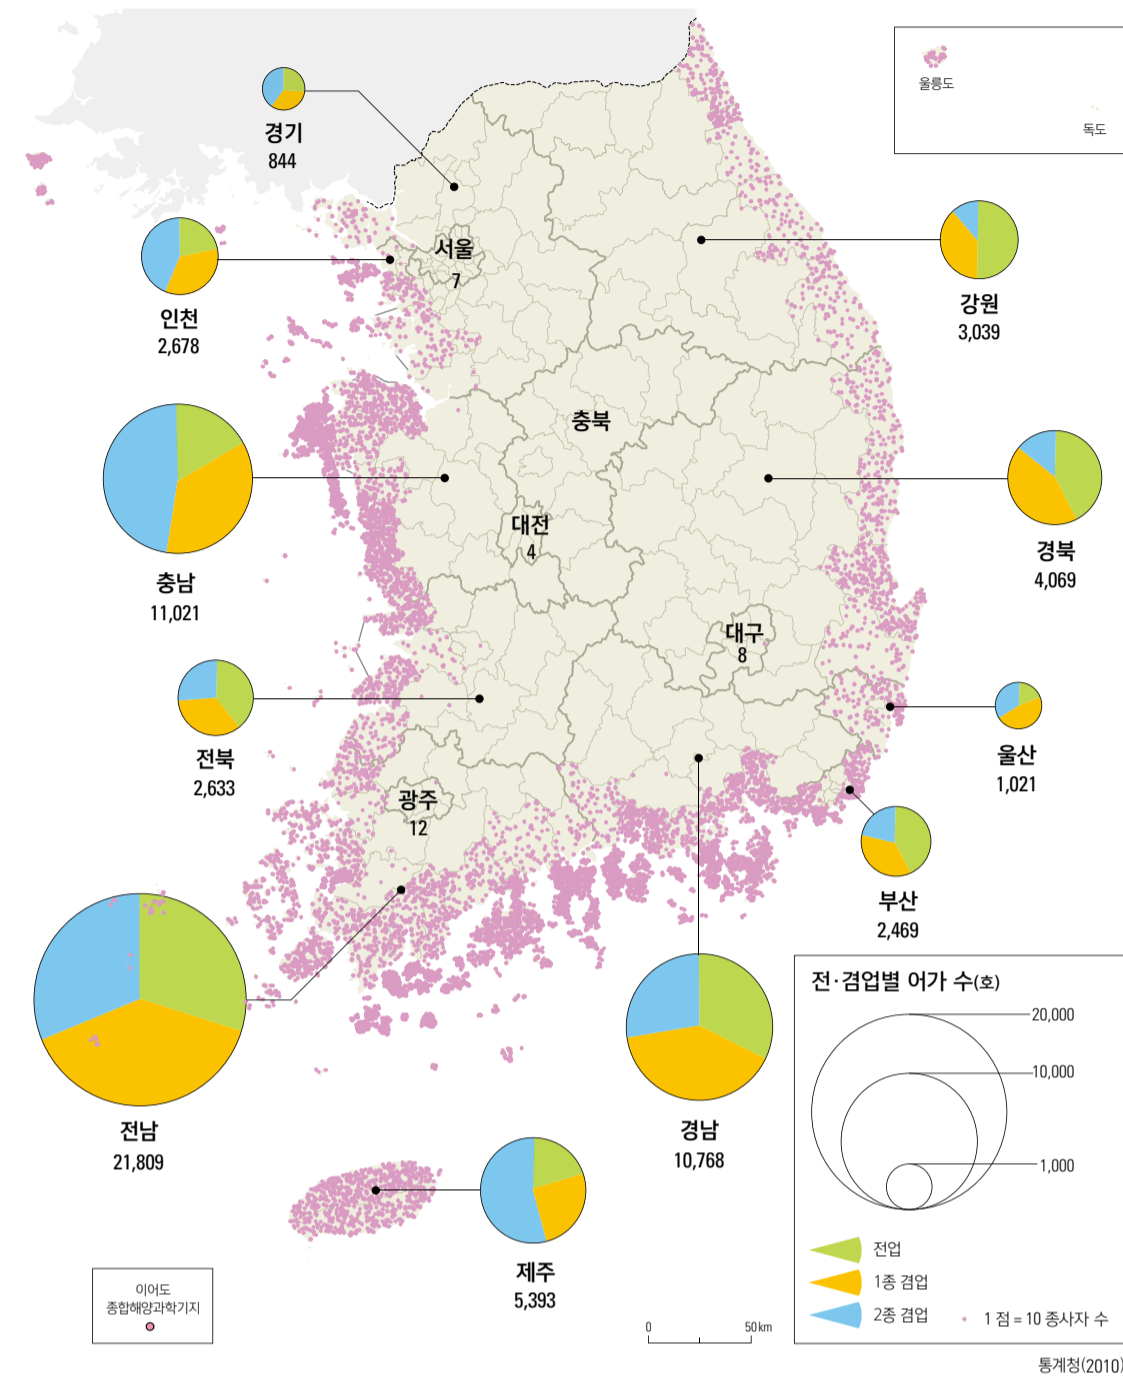 울릉도
독도
경기
844
서울
7
인천
2,678
강원
3,039
충북
충남
11,021
대전
4
경북
4,069
대구
8
전북
2,633
울산
1,021
광주
12
부산
2,469
전남
21,809
경남
10,768
제주
5,393
이어도
종합해양과학기지
0 50 km
전·겸업별 어가 수(호)
20,000
10,000
1,000
전업
1종 겸업
2종 겸업
1 점 = 10 종사자 수
통계청(2010)